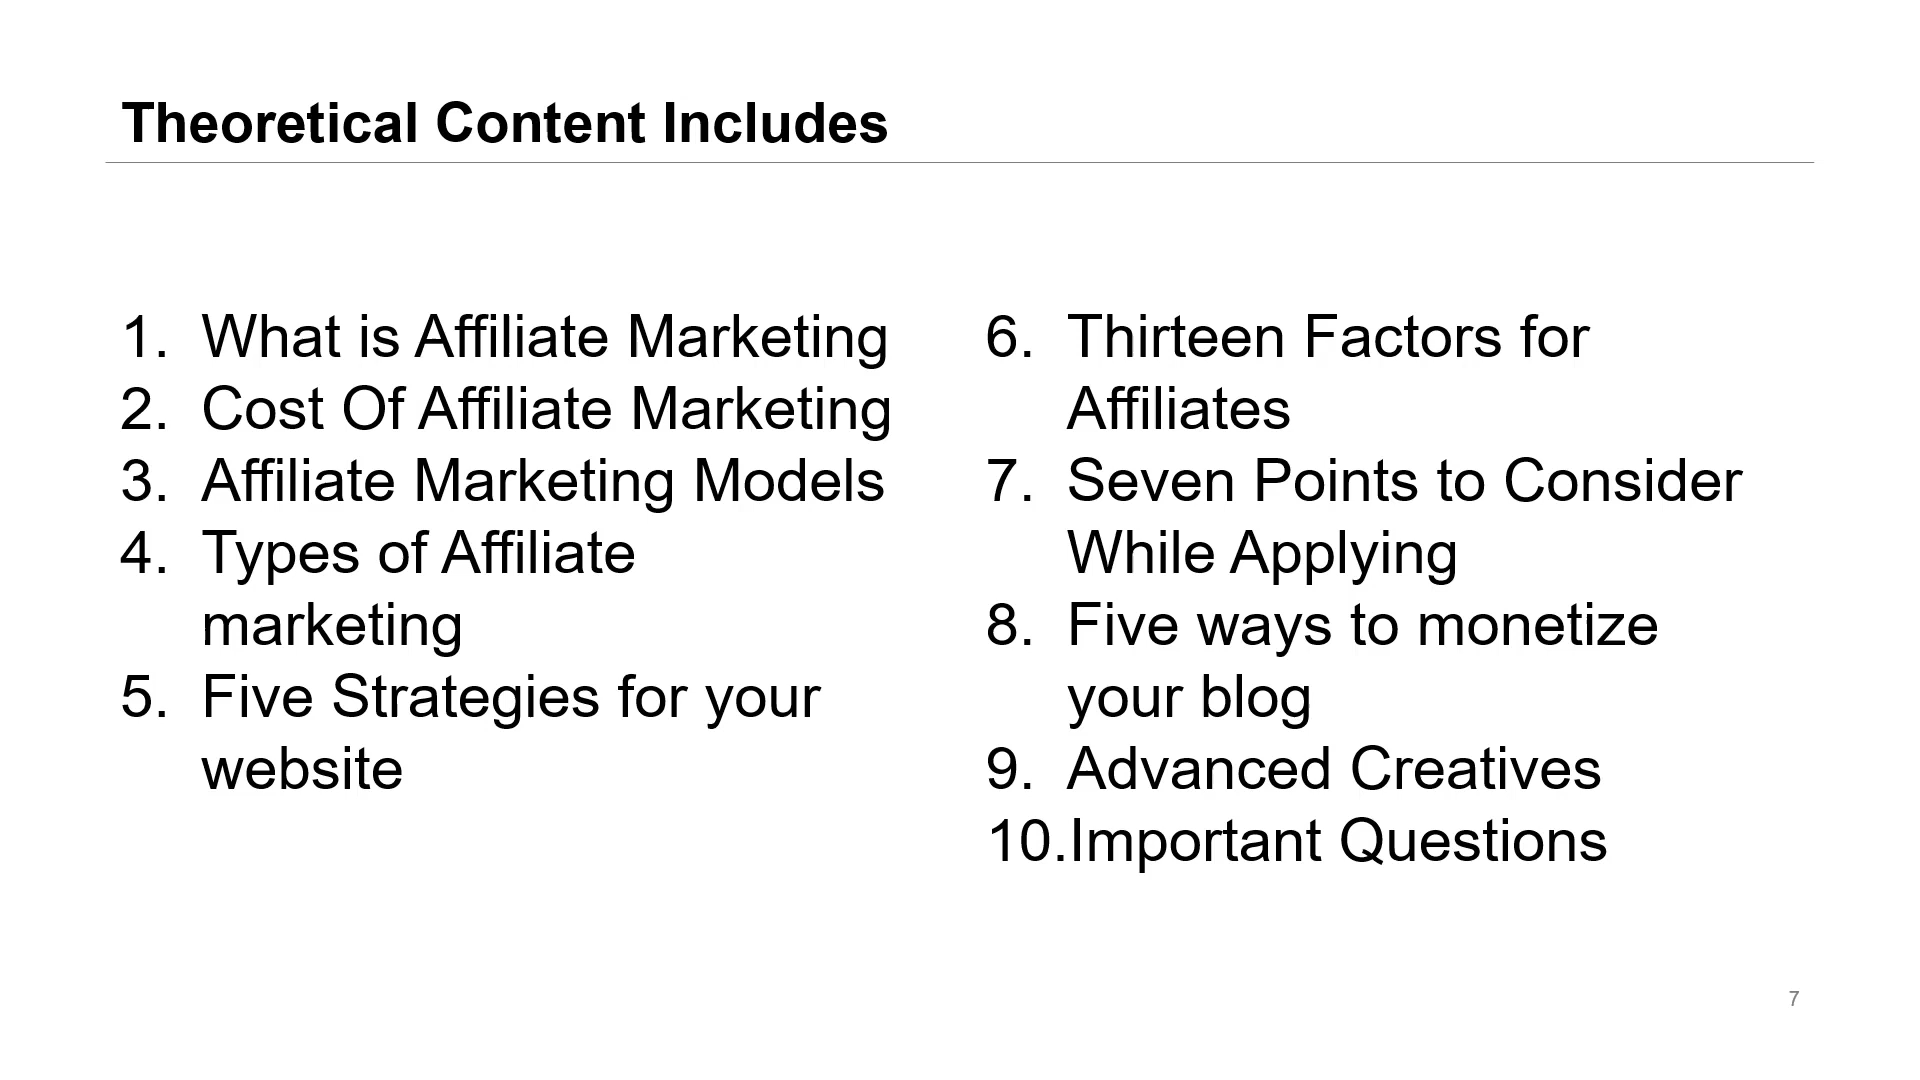 Theoretical Content Includes
1. What is Affiliate Marketing
2. Cost Of Affiliate Marketing
3. Affiliate Marketing Models
4. Types of Affiliate
marketing
5. Five Strategies for your
website
6. Thirteen Factors for
Affiliates
7. Seven Points to Consider
While Applying
8. Five ways to monetize
your blog
9. Advanced Creatives
10.Important Questions
7